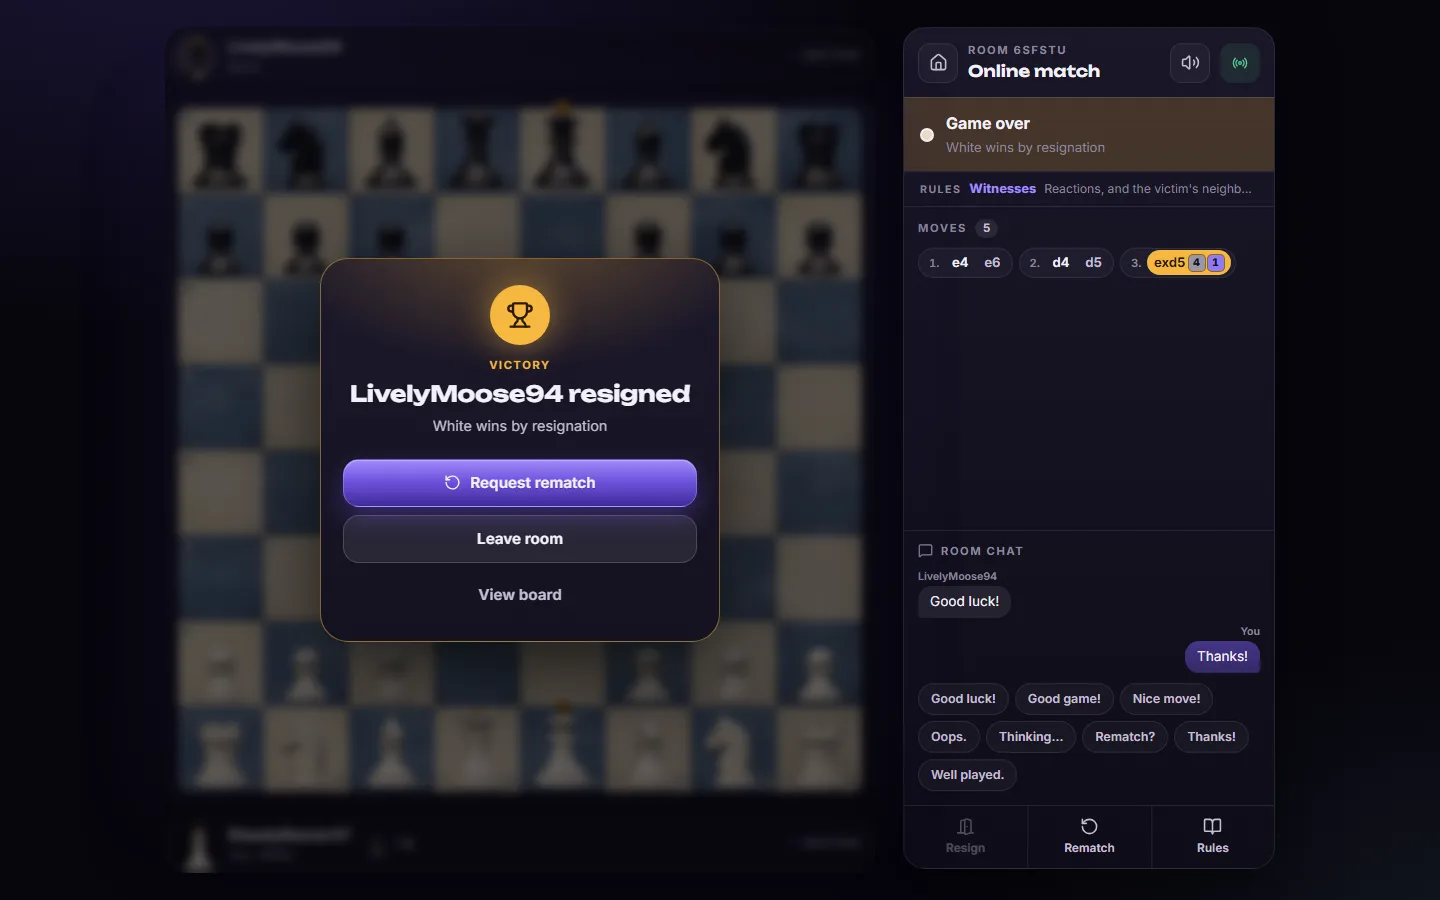 ROOM 6SFSTU
Online match
Game over
White wins by resignation
RULES Witnesses Reactions, and the victim's neighb...
MOVES 5
1. e4 e6 2. d4 d5 3. exd5 4 1
VICTORY
LivelyMoose94 resigned
White wins by resignation
Request rematch
Leave room
View board
ROOM CHAT
LivelyMoose94
Good luck!
You
Thanks!
Good luck! Good game! Nice move!
Oops. Thinking... Rematch? Thanks!
Well played.
Resign Rematch Rules